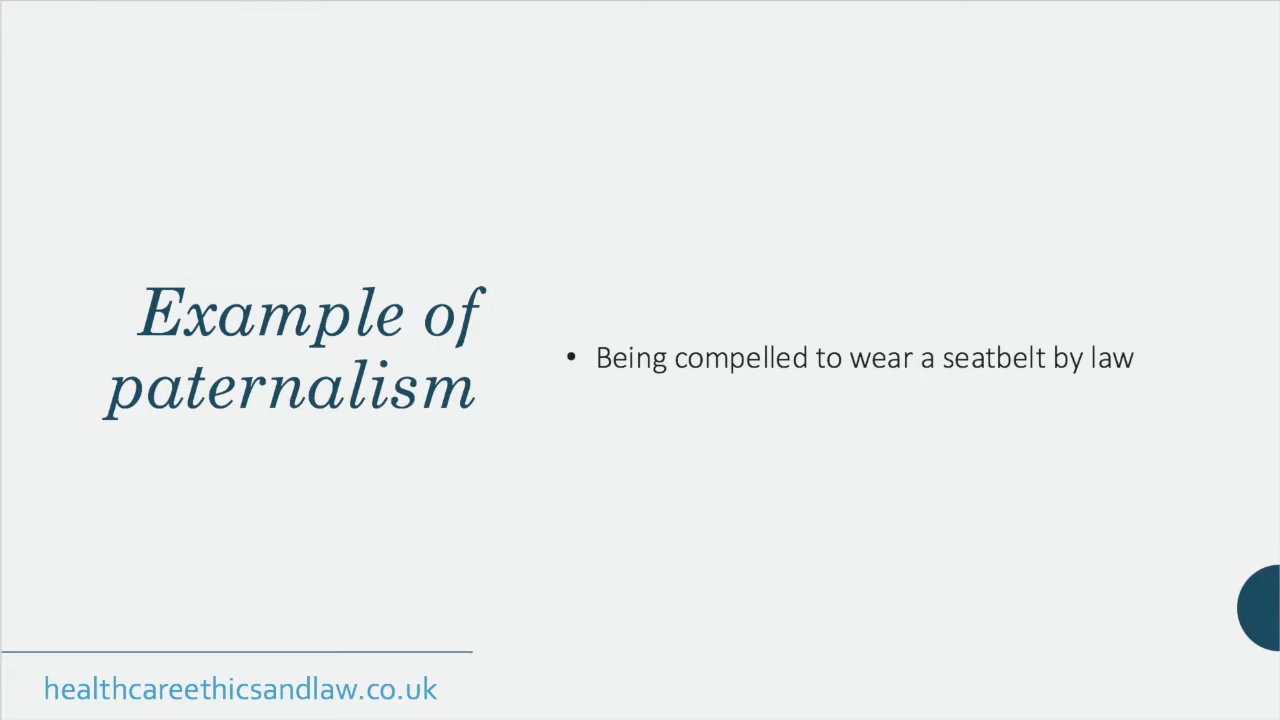 Example of
paternalism
• Being compelled to wear a seatbelt by law
healthcareethicsandlaw.co.uk